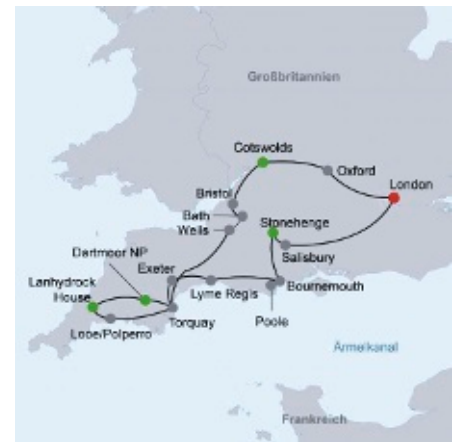 Großbritannien
Cotswolds
Oxford
London
Bristol
Bath
Wells
Stonehenge
Salisbury
Dartmoor NP
Exeter
Lanhydrock
House
Lyme Regis
Bournemouth
Looe/Polperro
Torquay
Poole
Ärmelkanal
Frankreich